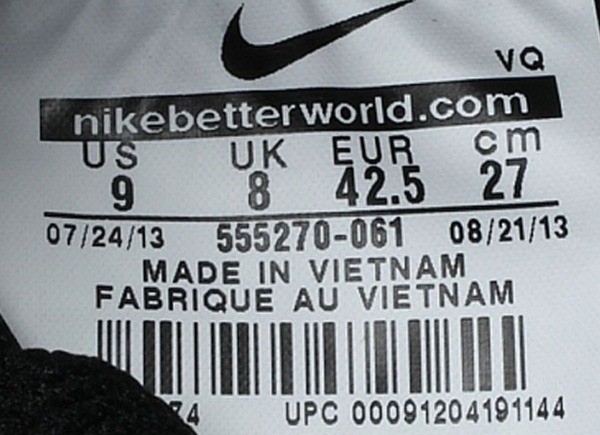 VQ
nikebetterworld.com
US UK EUR cm
9 8 42.5 27
07/24/13 555270-061 08/21/13
MADE IN VIETNAM
FABRIQUE AU VIETNAM
74 UPC 00091204191144